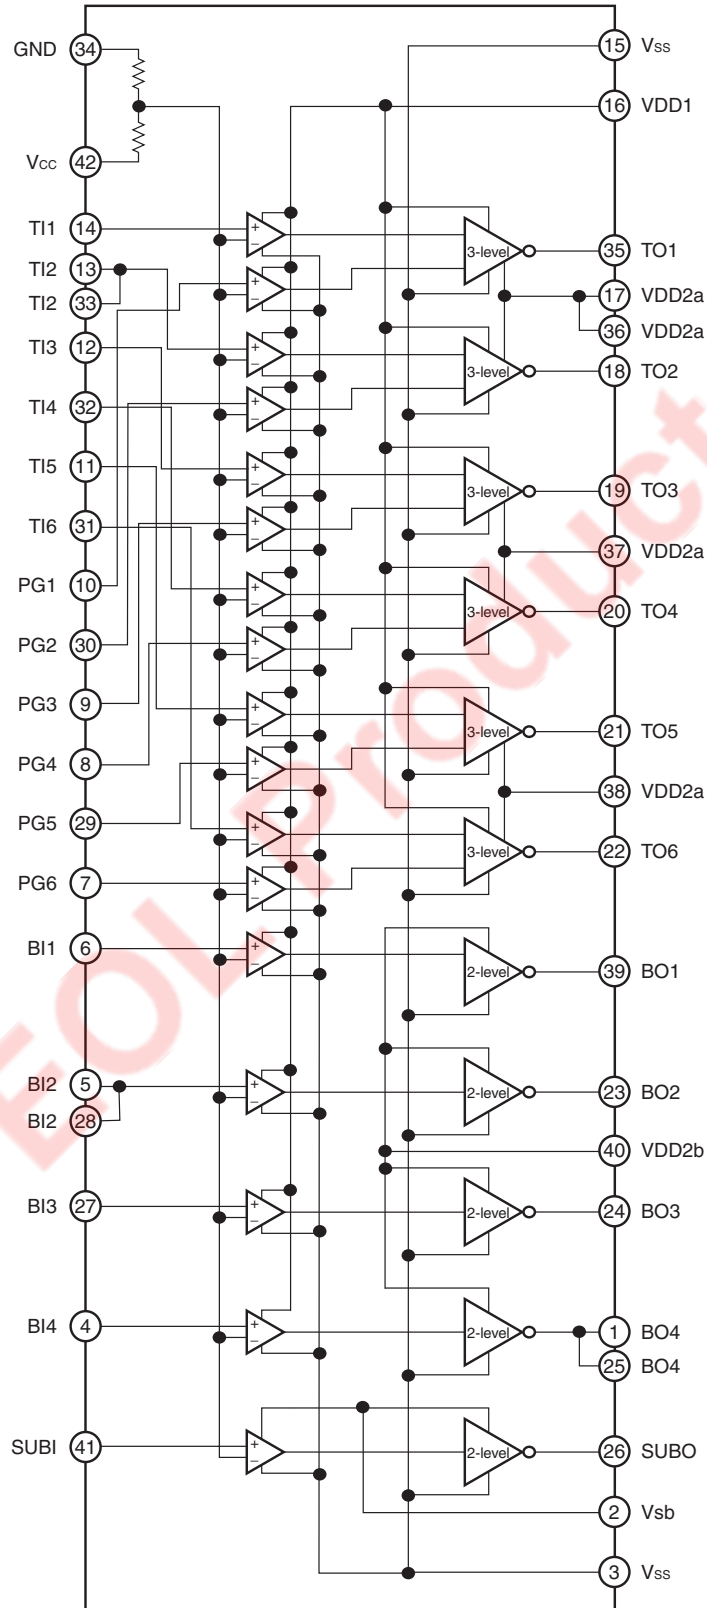 GND 34
15 Vss
16 VDD1
Vcc 42
TI1 14
+
−
3-level
35 TO1
TI2 13
+
−
17 VDD2a
TI2 33
36 VDD2a
TI3 12
+
−
3-level
18 TO2
TI4 32
+
−
TI5 11
+
−
3-level
19 TO3
TI6 31
+
−
37 VDD2a
PG1 10
+
−
3-level
20 TO4
PG2 30
+
−
PG3 9
+
−
3-level
21 TO5
PG4 8
+
−
38 VDD2a
PG5 29
+
−
3-level
22 TO6
PG6 7
+
−
BI1 6
+
−
2-level
39 BO1
BI2 5
+
−
2-level
23 BO2
BI2 28
40 VDD2b
BI3 27
+
−
2-level
24 BO3
BI4 4
+
−
2-level
1 BO4
25 BO4
SUBI 41
+
−
2-level
26 SUBO
2 Vsb
3 Vss
EOL Product